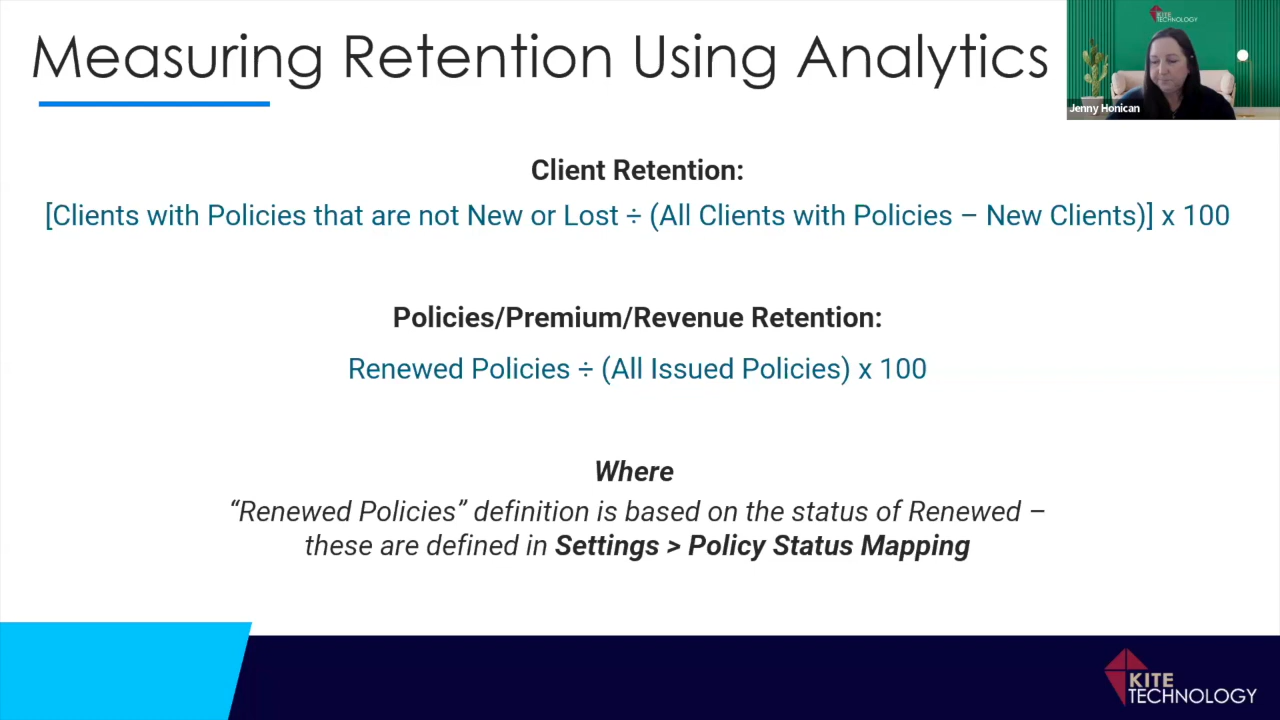 Measuring Retention Using Analytics
KITE
TECHNOLOGY
Jenny Honican
Client Retention:
[Clients with Policies that are not New or Lost ÷ (All Clients with Policies – New Clients)] x 100
Policies/Premium/Revenue Retention:
Renewed Policies ÷ (All Issued Policies) x 100
Where
“Renewed Policies” definition is based on the status of Renewed –
these are defined in Settings > Policy Status Mapping
KITE
TECHNOLOGY